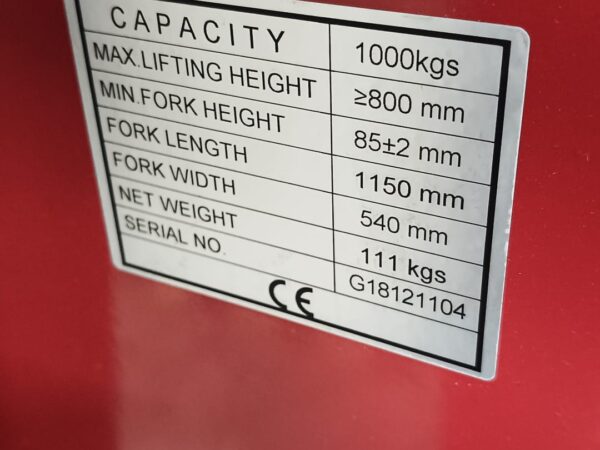 CAPACITY 1000kgs
MAX.LIFTING HEIGHT ≥800 mm
MIN.FORK HEIGHT 85±2 mm
FORK LENGTH 1150 mm
FORK WIDTH 540 mm
NET WEIGHT 111 kgs
SERIAL NO. G18121104
CE